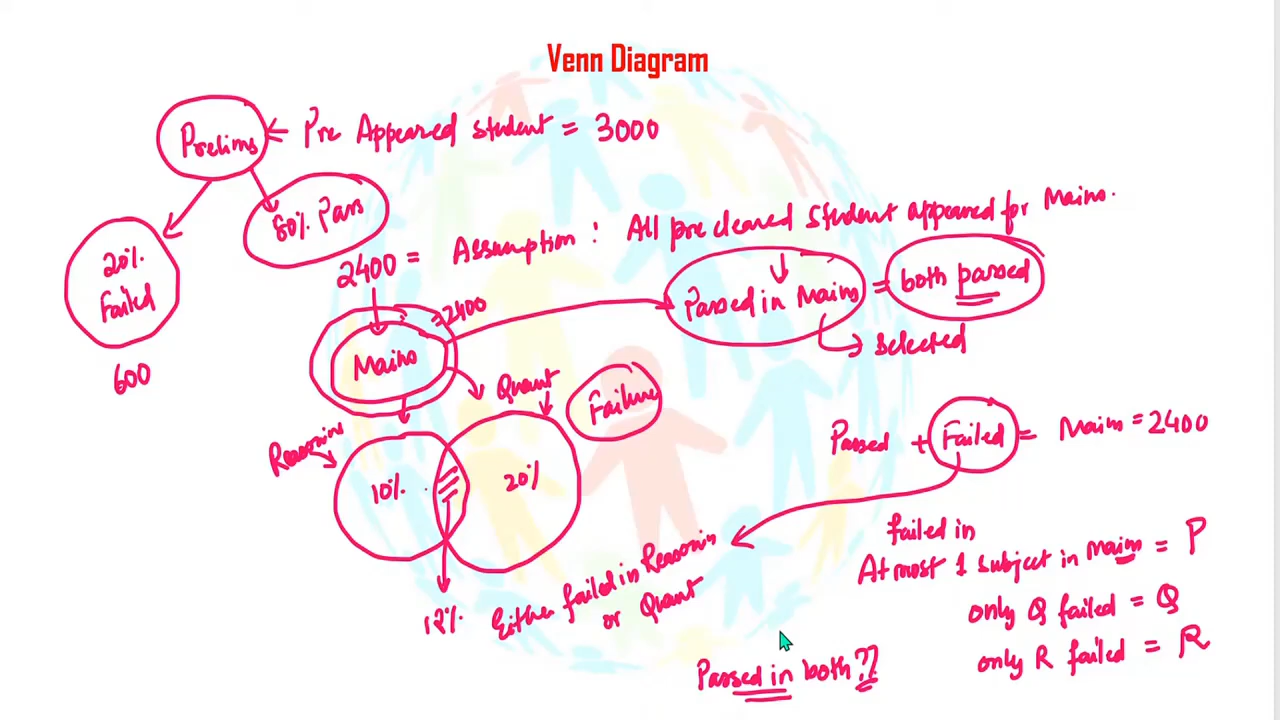 Venn Diagram
Prelims ← Pre Appeared student = 3000
80% Pass
20% Failed
600
2400 = Assumption : All pre cleared student appeared for Mains.
Passed in Mains = both passed
→ selected
Mains = 2400
Quant
Failure
Reasoning
10%
20%
12%
Either failed in Reasoning
or Quant
Passed + Failed = Mains = 2400
failed in
Atmost 1 subject in mains = P
only Q failed = Q
only R failed = R
Passed in both ??